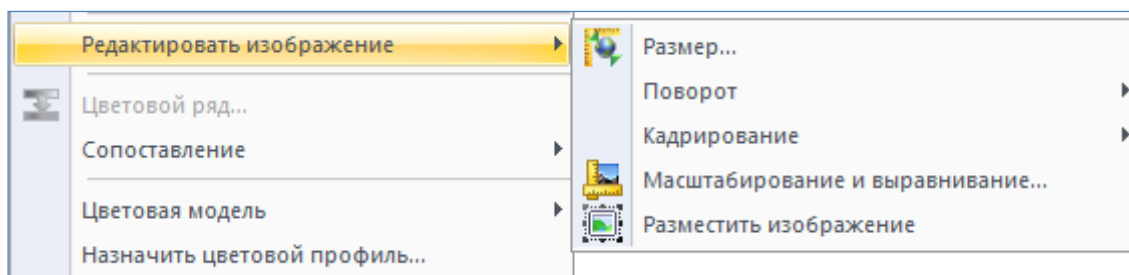 Редактировать изображение
Цветовой ряд...
Сопоставление
Цветовая модель
Назначить цветовой профиль...
Размер...
Поворот
Кадрирование
Масштабирование и выравнивание...
Разместить изображение